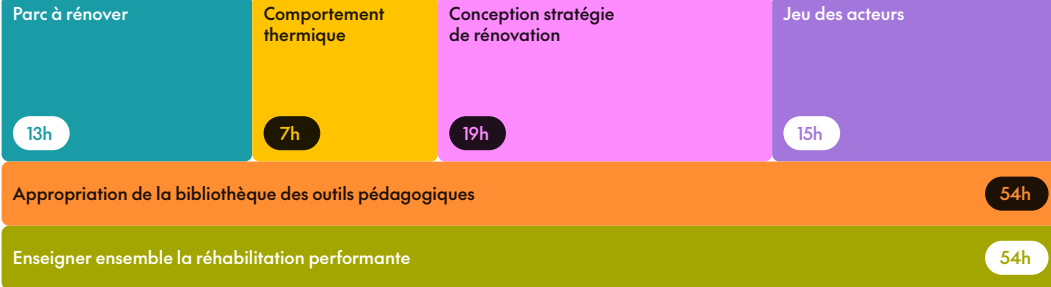 Parc à rénover
13h
Comportement
thermique
7h
Conception stratégie
de rénovation
19h
Jeu des acteurs
15h
Appropriation de la bibliothèque des outils pédagogiques
54h
Enseigner ensemble la réhabilitation performante
54h